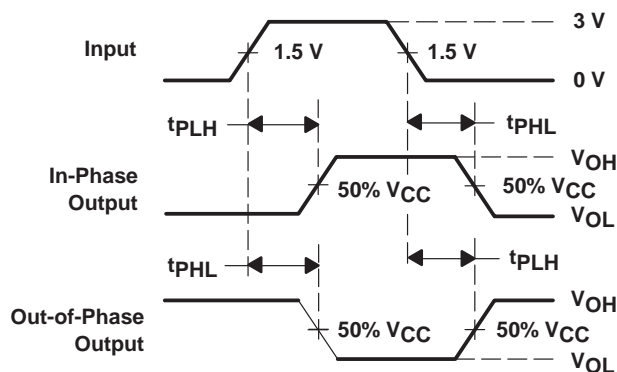 3 V
Input
1.5 V
1.5 V
0 V
tPLH
tPHL
VOH
In-Phase
Output
50% VCC
50% VCC
VOL
tPHL
tPLH
VOH
Out-of-Phase
Output
50% VCC
50% VCC
VOL